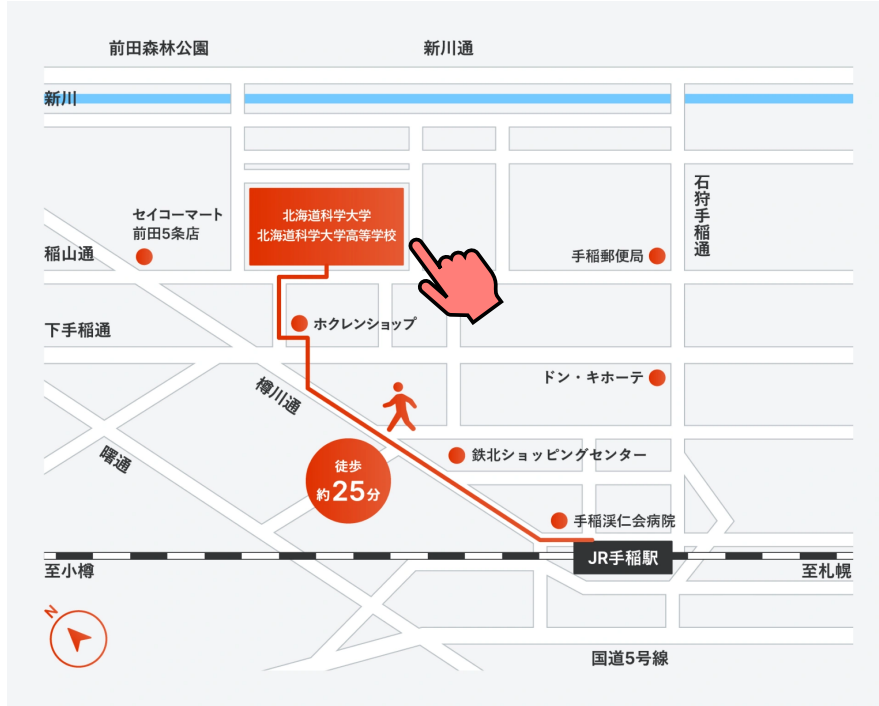 前田森林公園
新川通
新川
石狩手稲通
セイコーマート
前田5条店
北海道科学大学
北海道科学大学高等学校
稲山通
手稲郵便局
下手稲通
ホクレンショップ
ドン・キホーテ
樽川通
曙通
鉄北ショッピングセンター
徒歩
約25分
手稲渓仁会病院
JR手稲駅
至小樽
至札幌
N
国道5号線